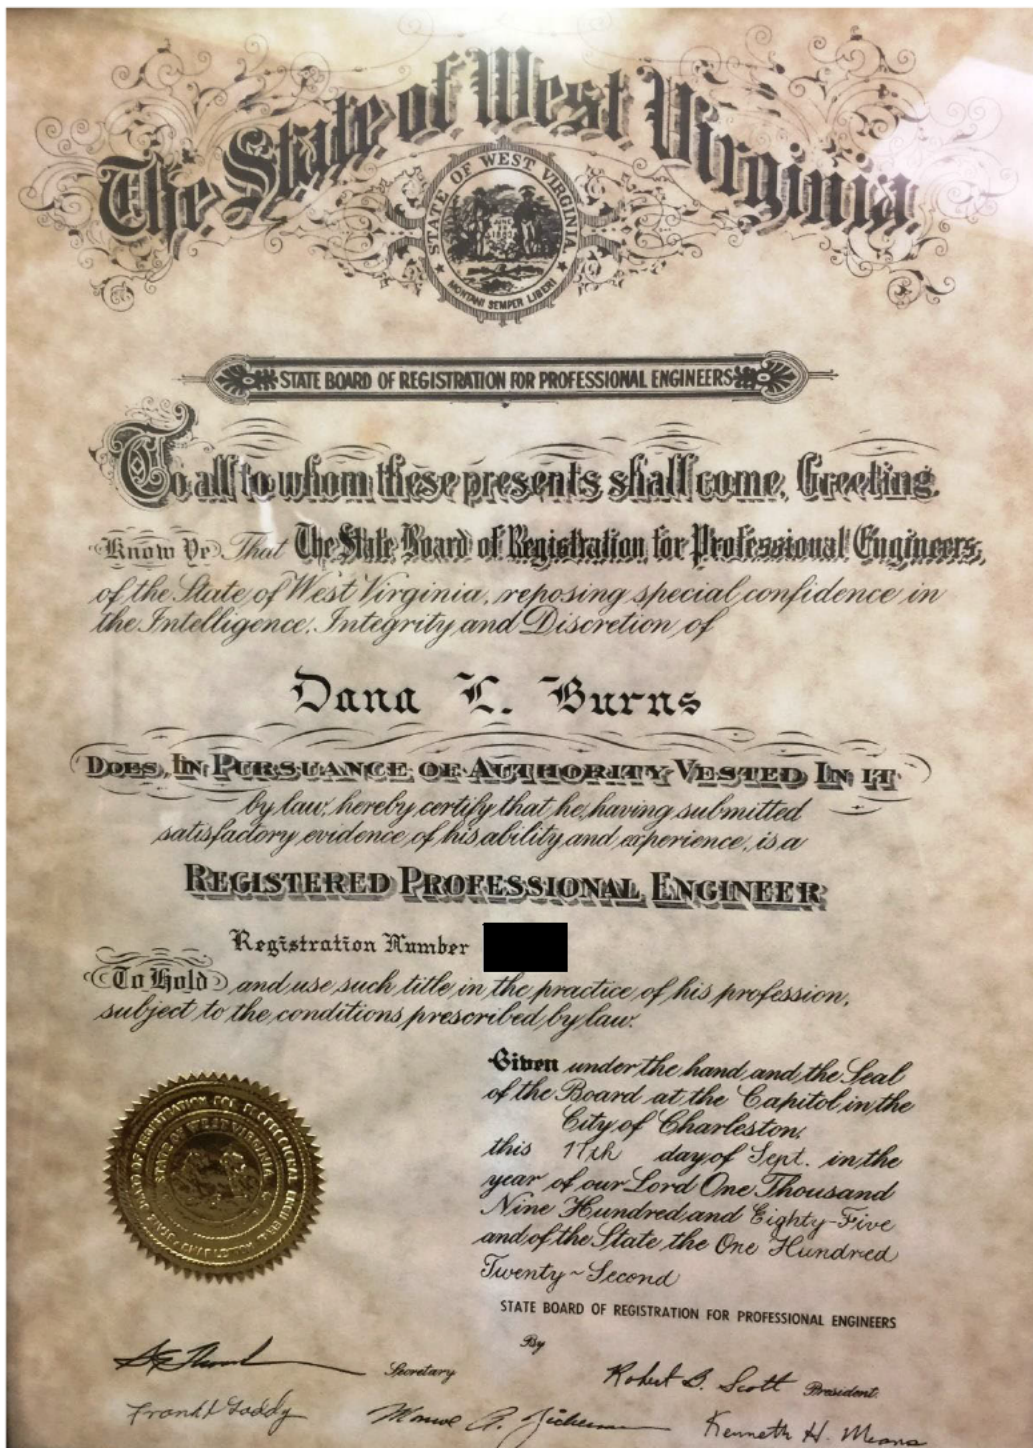 The State of West Virginia
STATE OF WEST VIRGINIA
MONTANI SEMPER LIBERI
STATE BOARD OF REGISTRATION FOR PROFESSIONAL ENGINEERS
To all to whom these presents shall come, Greeting.
Know Ye, That The State Board of Registration for Professional Engineers,
of the State of West Virginia, reposing special confidence in
the Intelligence, Integrity and Discretion of
Dana L. Burns
DOES, IN PURSUANCE OF AUTHORITY VESTED IN IT
by law, hereby certify that he, having submitted
satisfactory evidence of his ability and experience, is a
REGISTERED PROFESSIONAL ENGINEER
Registration Number
To Hold and use such title in the practice of his profession,
subject to the conditions prescribed by law.
Given under the hand and the Seal
of the Board at the Capitol in the
City of Charleston,
this 17th day of Sept. in the
year of our Lord One Thousand
Nine Hundred and Eighty-Five
and of the State the One Hundred
Twenty~Second
STATE OF WEST VIRGINIA
STATE BOARD OF REGISTRATION FOR PROFESSIONAL ENGINEERS
By
Secretary
Robert B. Scott President
Kenneth H. Means